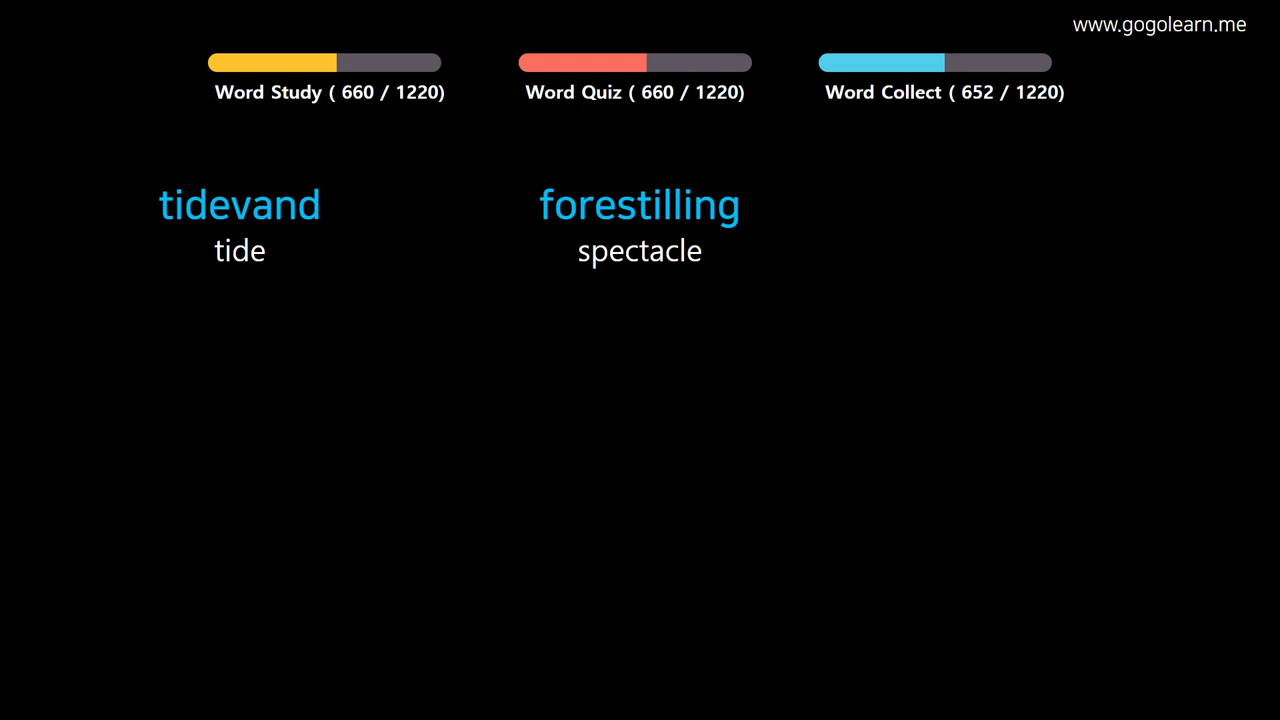 www.gogolearn.me
Word Study ( 660 / 1220)
Word Quiz ( 660 / 1220)
Word Collect ( 652 / 1220)
tidevand
forestilling
tide
spectacle